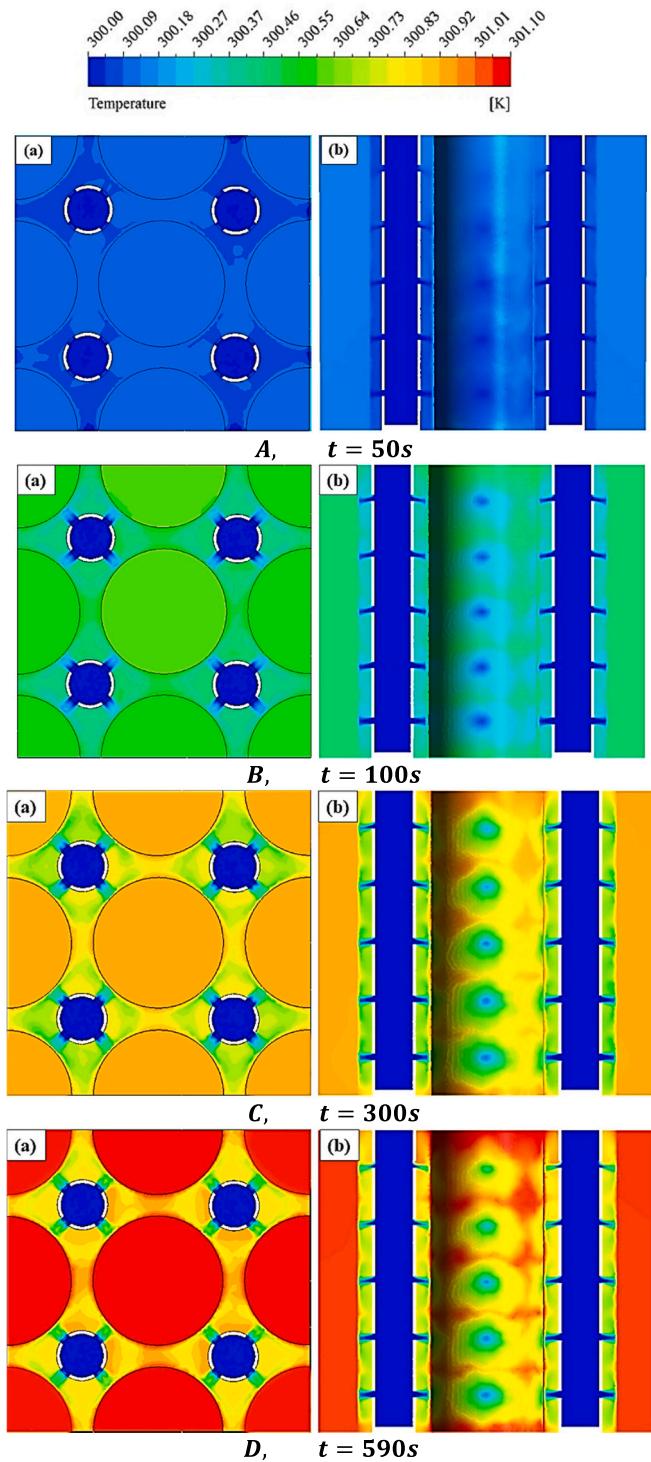 300.00 300.09 300.18 300.27 300.37 300.46 300.55 300.64 300.73 300.83 300.92 301.01 301.10
Temperature [K]
(a) (b)
A, t = 50s
(a) (b)
B, t = 100s
(a) (b)
C, t = 300s
(a) (b)
D, t = 590s